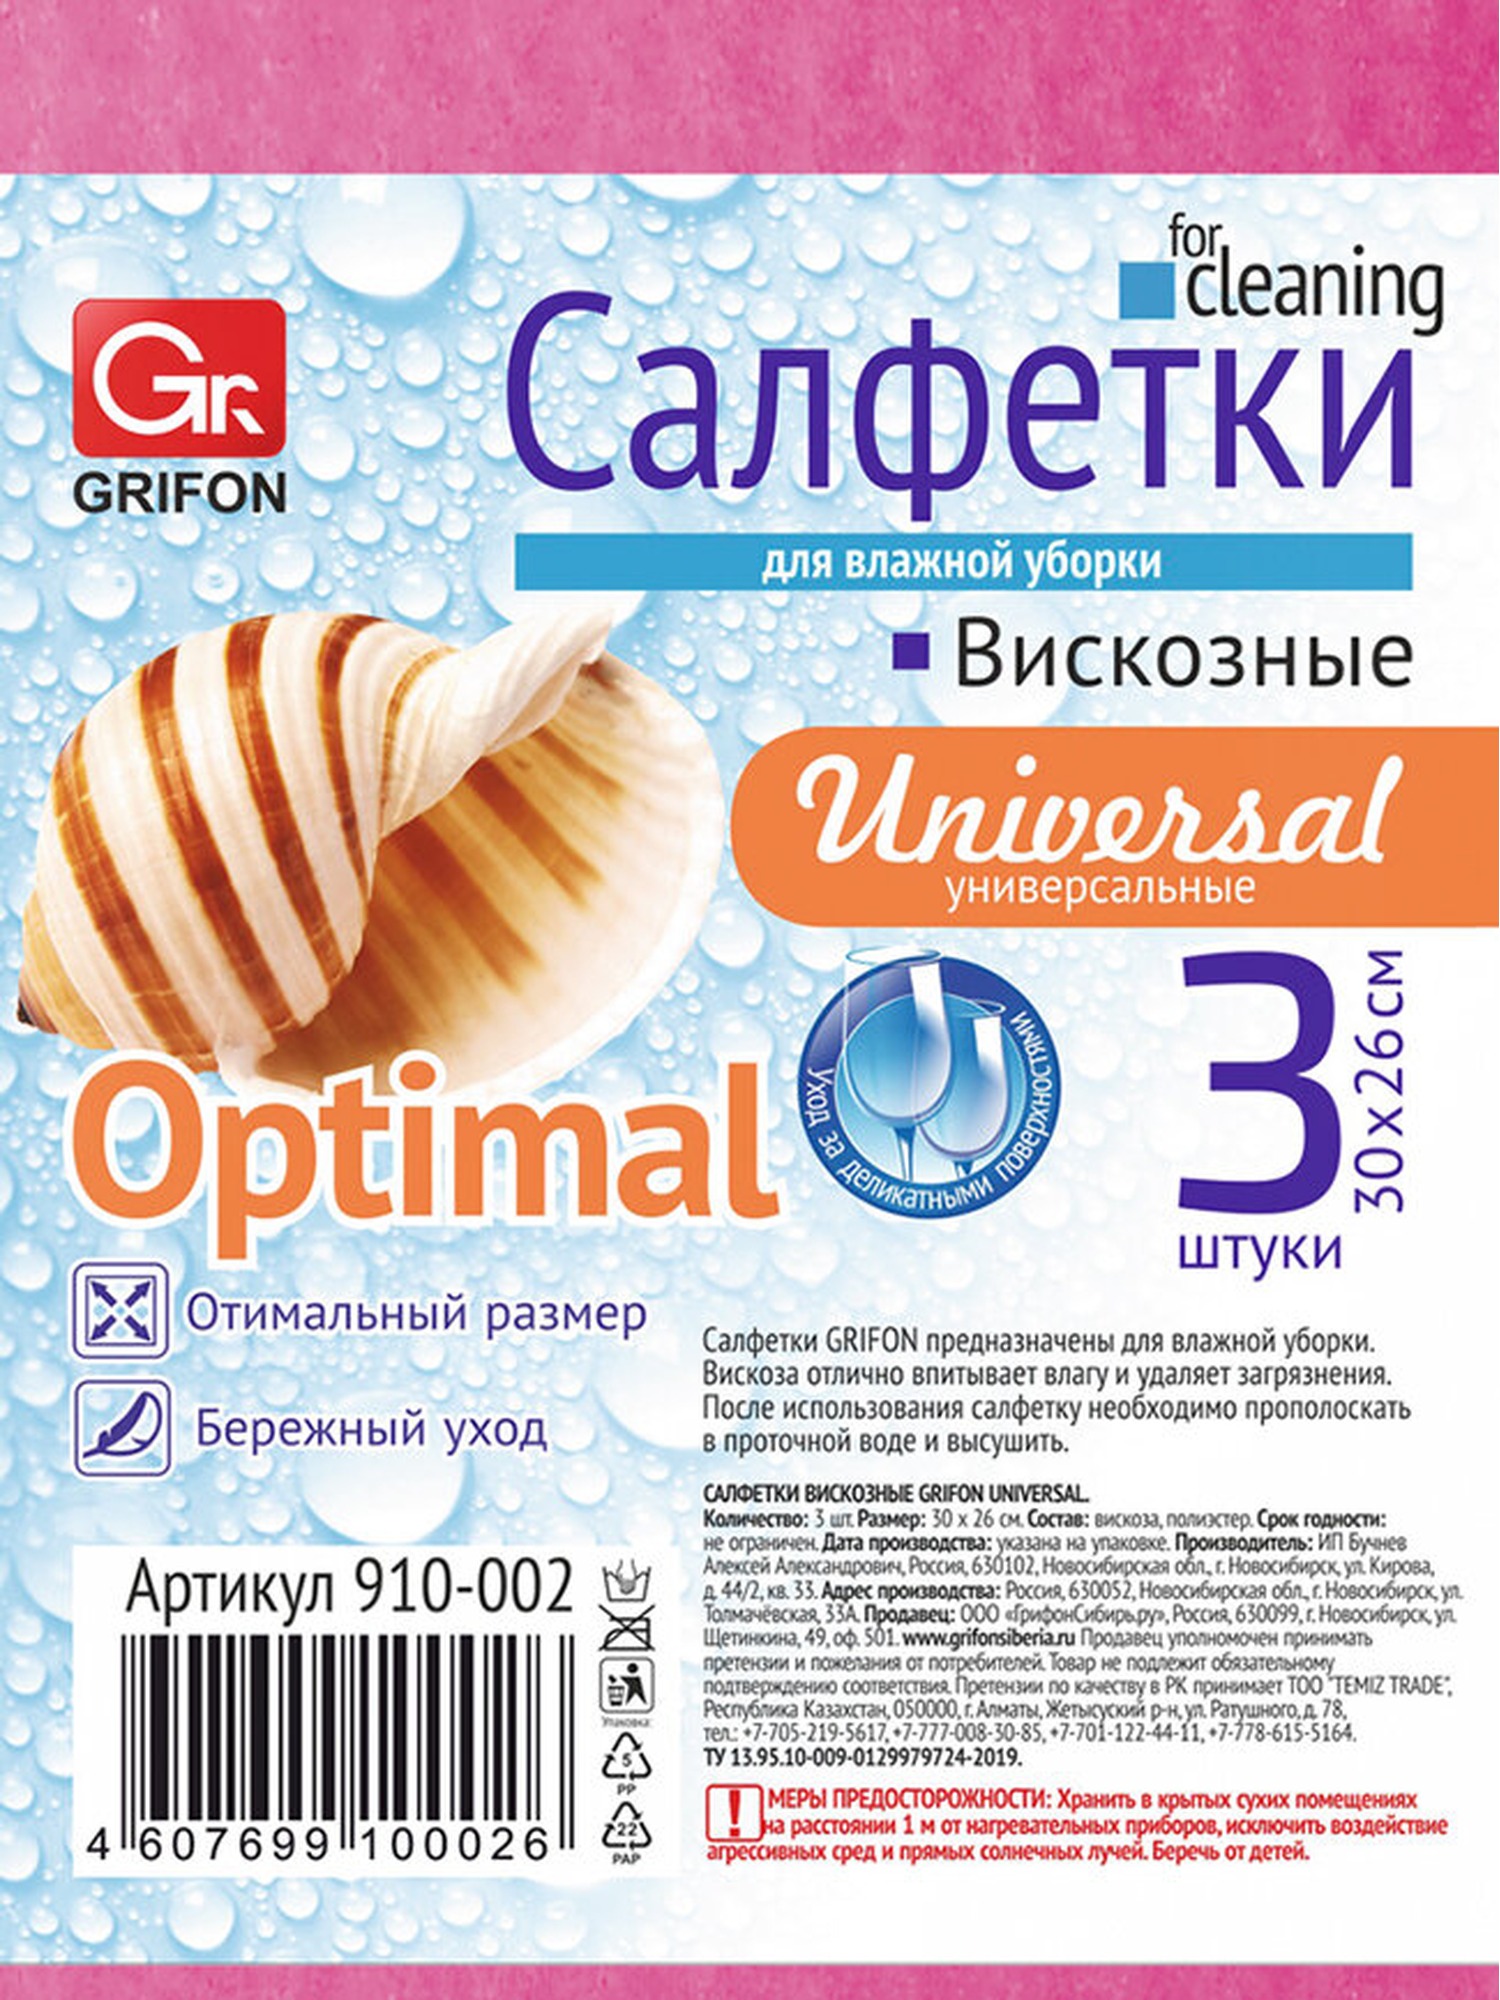 for
cleaning
Gr
GRIFON
Салфетки
для влажной уборки
Вискозные
Universal
универсальные
Уход за деликатными поверхностями
3
штуки
30x26см
Optimal
Отимальный размер
Бережный уход
Салфетки GRIFON предназначены для влажной уборки.
Вискоза отлично впитывает влагу и удаляет загрязнения.
После использования салфетку необходимо прополоскать
в проточной воде и высушить.
САЛФЕТКИ ВИСКОЗНЫЕ GRIFON UNIVERSAL.
Количество: 3 шт. Размер: 30 x 26 см. Состав: вискоза, полиэстер. Срок годности:
не ограничен. Дата производства: указана на упаковке. Производитель: ИП Бучнев
Алексей Александрович, Россия, 630102, Новосибирская обл., г. Новосибирск, ул. Кирова,
д. 44/2, кв. 33. Адрес производства: Россия, 630052, Новосибирская обл., г. Новосибирск, ул.
Толмачёвская, 33А. Продавец: ООО «ГрифонСибирь.ру», Россия, 630099, г. Новосибирск, ул.
Щетинкина, 49, оф. 501. www.grifonsiberia.ru Продавец уполномочен принимать
претензии и пожелания от потребителей. Товар не подлежит обязательному
подтверждению соответствия. Претензии по качеству в РК принимает ТОО "TEMIZ TRADE",
Республика Казахстан, 050000, г. Алматы, Жетысуский р-н, ул. Ратушного, д. 78,
тел.: +7-705-219-5617, +7-777-008-30-85, +7-701-122-44-11, +7-778-615-5164.
ТУ 13.95.10-009-0129979724-2019.
! МЕРЫ ПРЕДОСТОРОЖНОСТИ: Хранить в крытых сухих помещениях
на расстоянии 1 м от нагревательных приборов, исключить воздействие
агрессивных сред и прямых солнечных лучей. Беречь от детей.
Артикул 910-002
4 607699 100026
Упаковка:
5
PP
22
PAP